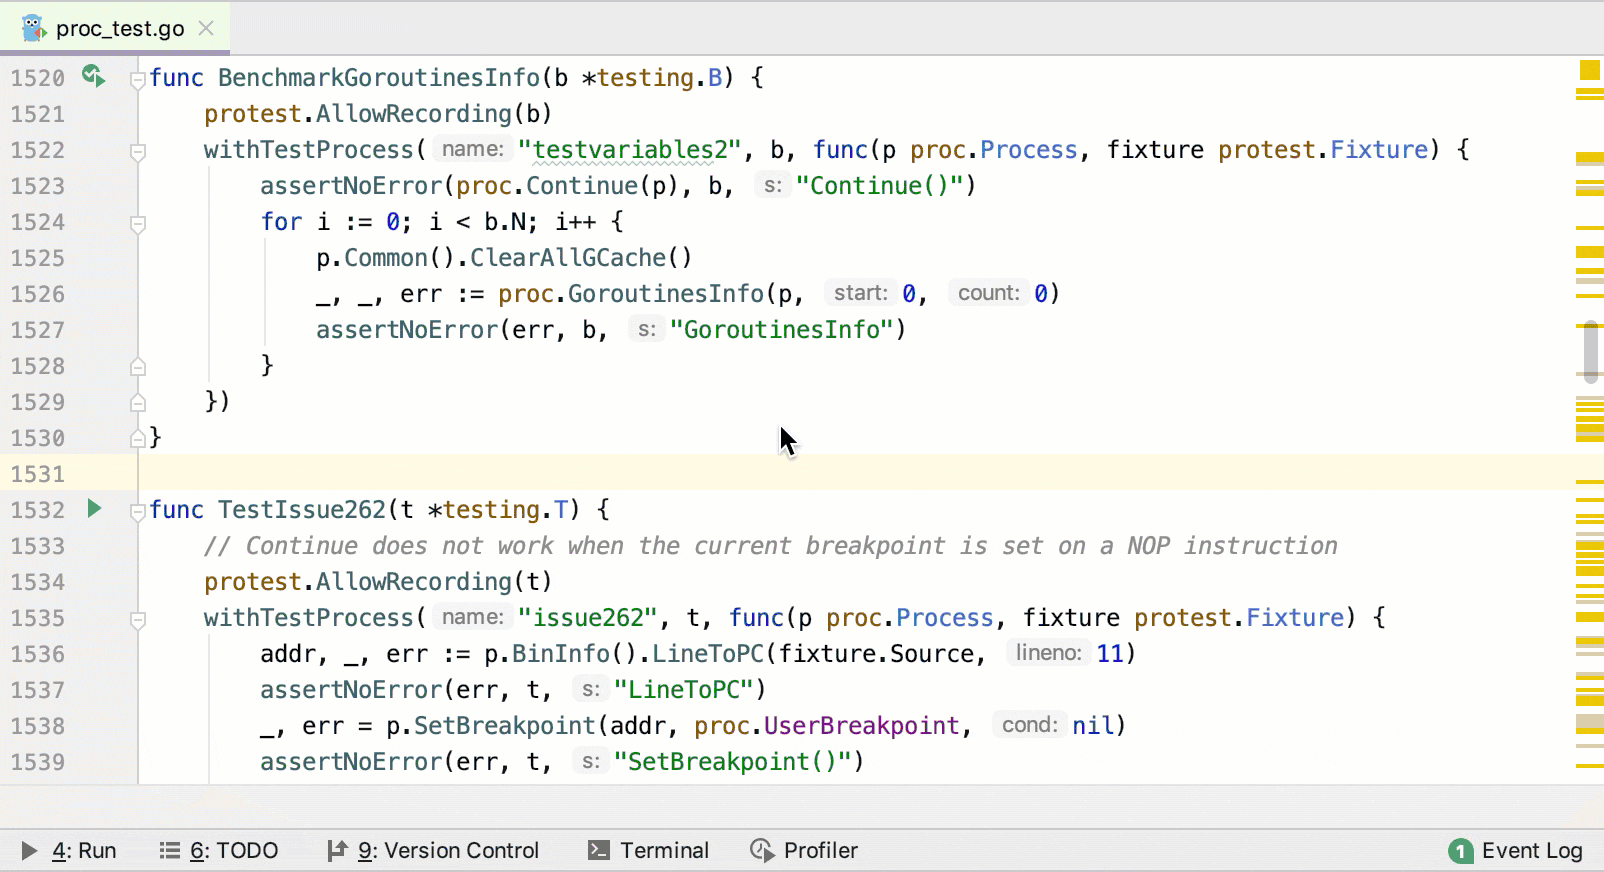 proc_test.go
1520 func BenchmarkGoroutinesInfo(b *testing.B) {
1521 protest.AllowRecording(b)
1522 withTestProcess( name: "testvariables2", b, func(p proc.Process, fixture protest.Fixture) {
1523 assertNoError(proc.Continue(p), b, s: "Continue()")
1524 for i := 0; i < b.N; i++ {
1525 p.Common().ClearAllGCache()
1526 _, _, err := proc.GoroutinesInfo(p, start: 0, count: 0)
1527 assertNoError(err, b, s: "GoroutinesInfo")
1528 }
1529 })
1530 }
1531
1532 func TestIssue262(t *testing.T) {
1533 // Continue does not work when the current breakpoint is set on a NOP instruction
1534 protest.AllowRecording(t)
1535 withTestProcess( name: "issue262", t, func(p proc.Process, fixture protest.Fixture) {
1536 addr, _, err := p.BinInfo().LineToPC(fixture.Source, lineno: 11)
1537 assertNoError(err, t, s: "LineToPC")
1538 _, err = p.SetBreakpoint(addr, proc.UserBreakpoint, cond: nil)
1539 assertNoError(err, t, s: "SetBreakpoint()")
4: Run 6: TODO 9: Version Control Terminal Profiler 1 Event Log